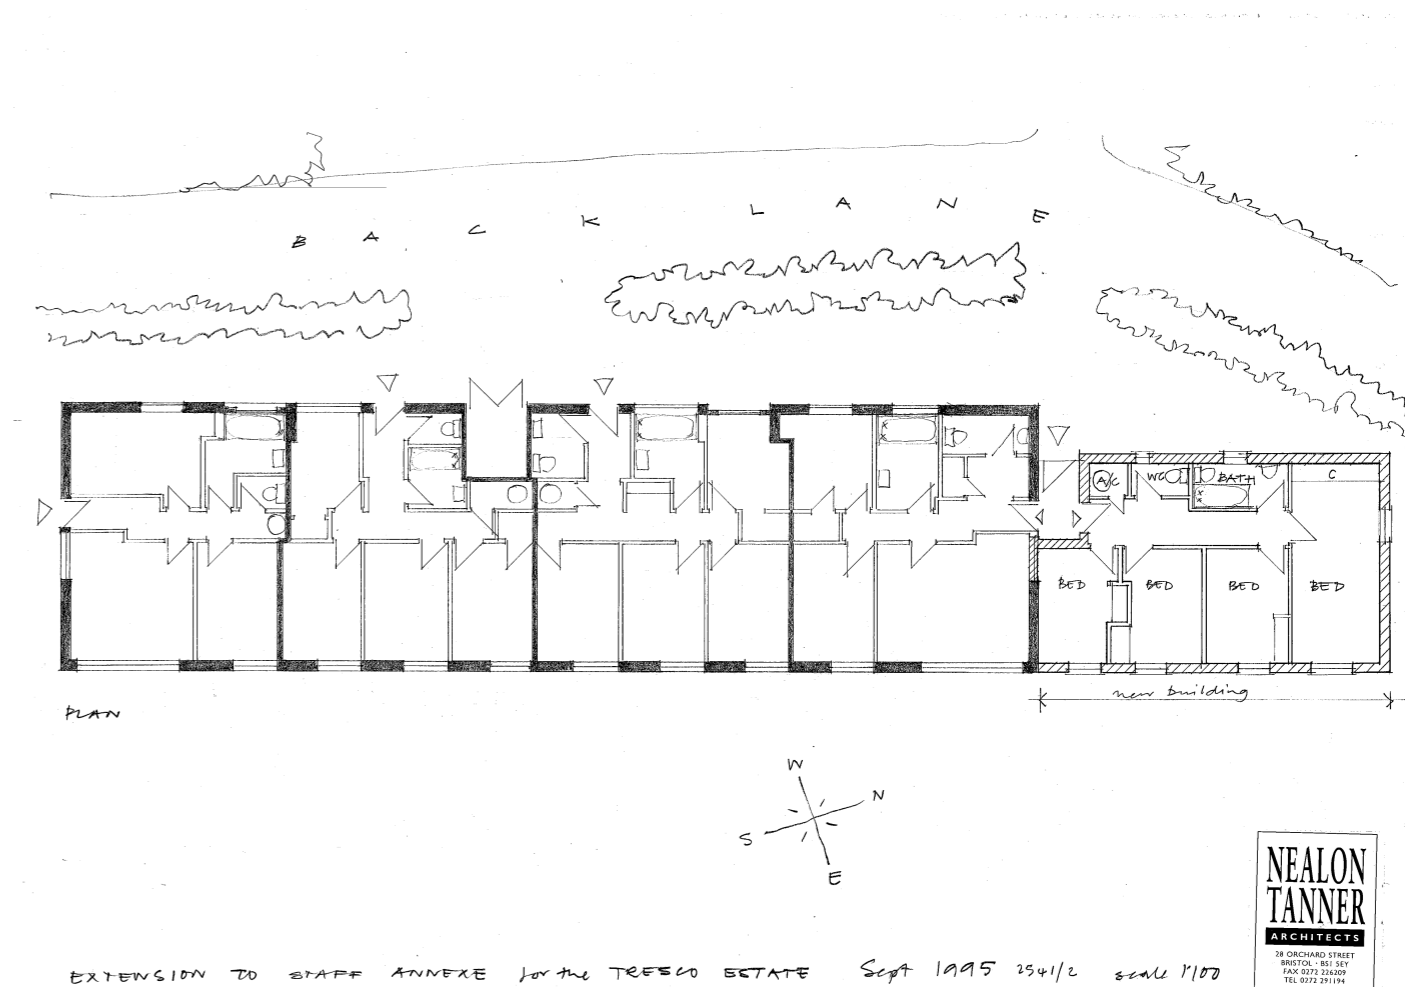 BACK LANE
A/C
WC
BATH
C
BED
BED
BED
BED
new building
PLAN
W
N
S
E
EXTENSION TO STAFF ANNEXE for the TRESCO ESTATE Sept 1995 2541/2 scale 1:100
NEALON
TANNER
ARCHITECTS
28 ORCHARD STREET
BRISTOL · BS1 5EY
FAX 0272 226209
TEL 0272 291194